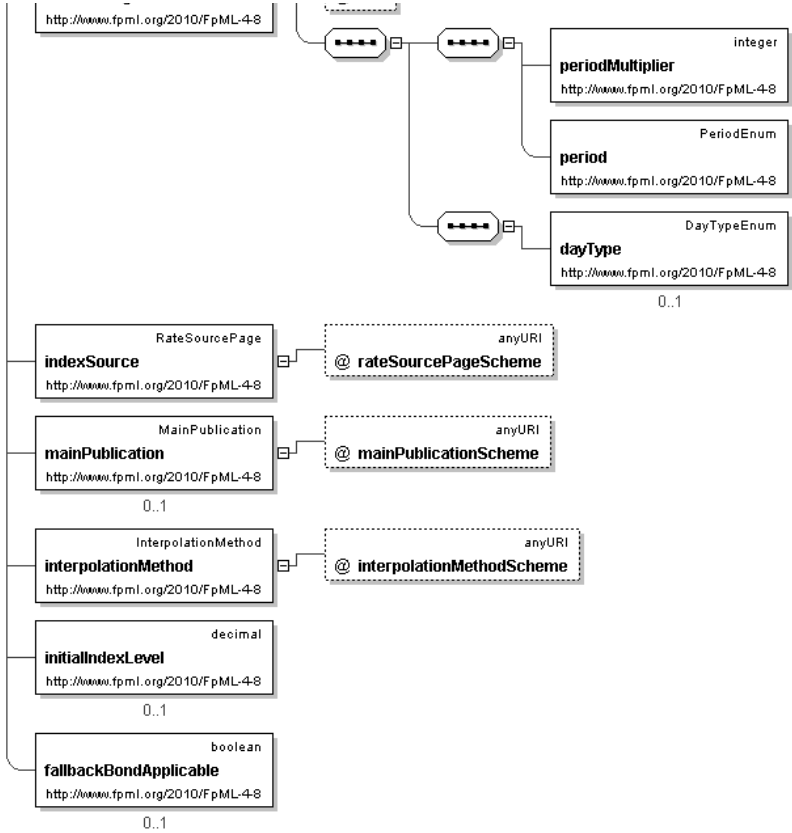 http://www.fpml.org/2010/FpML-4-8
integer
periodMultiplier
http://www.fpml.org/2010/FpML-4-8
PeriodEnum
period
http://www.fpml.org/2010/FpML-4-8
DayTypeEnum
dayType
http://www.fpml.org/2010/FpML-4-8
0..1
RateSourcePage
indexSource
http://www.fpml.org/2010/FpML-4-8
anyURI
@ rateSourcePageScheme
MainPublication
mainPublication
http://www.fpml.org/2010/FpML-4-8
0..1
anyURI
@ mainPublicationScheme
InterpolationMethod
interpolationMethod
http://www.fpml.org/2010/FpML-4-8
anyURI
@ interpolationMethodScheme
decimal
initialIndexLevel
http://www.fpml.org/2010/FpML-4-8
0..1
boolean
fallbackBondApplicable
http://www.fpml.org/2010/FpML-4-8
0..1